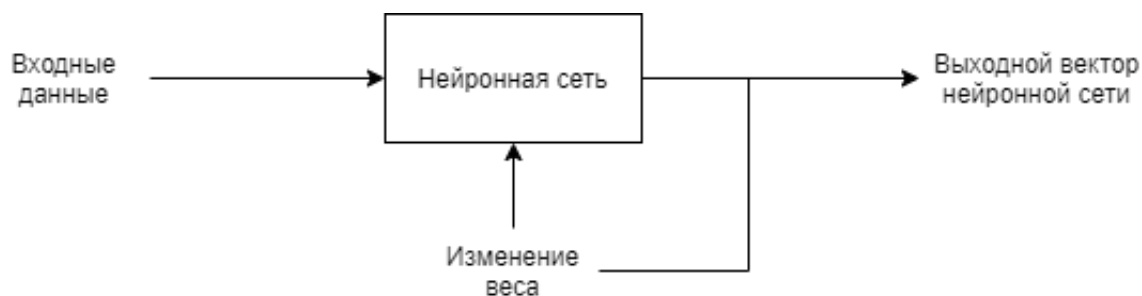 Входные
данные
Нейронная сеть
Выходной вектор
нейронной сети
Изменение
веса